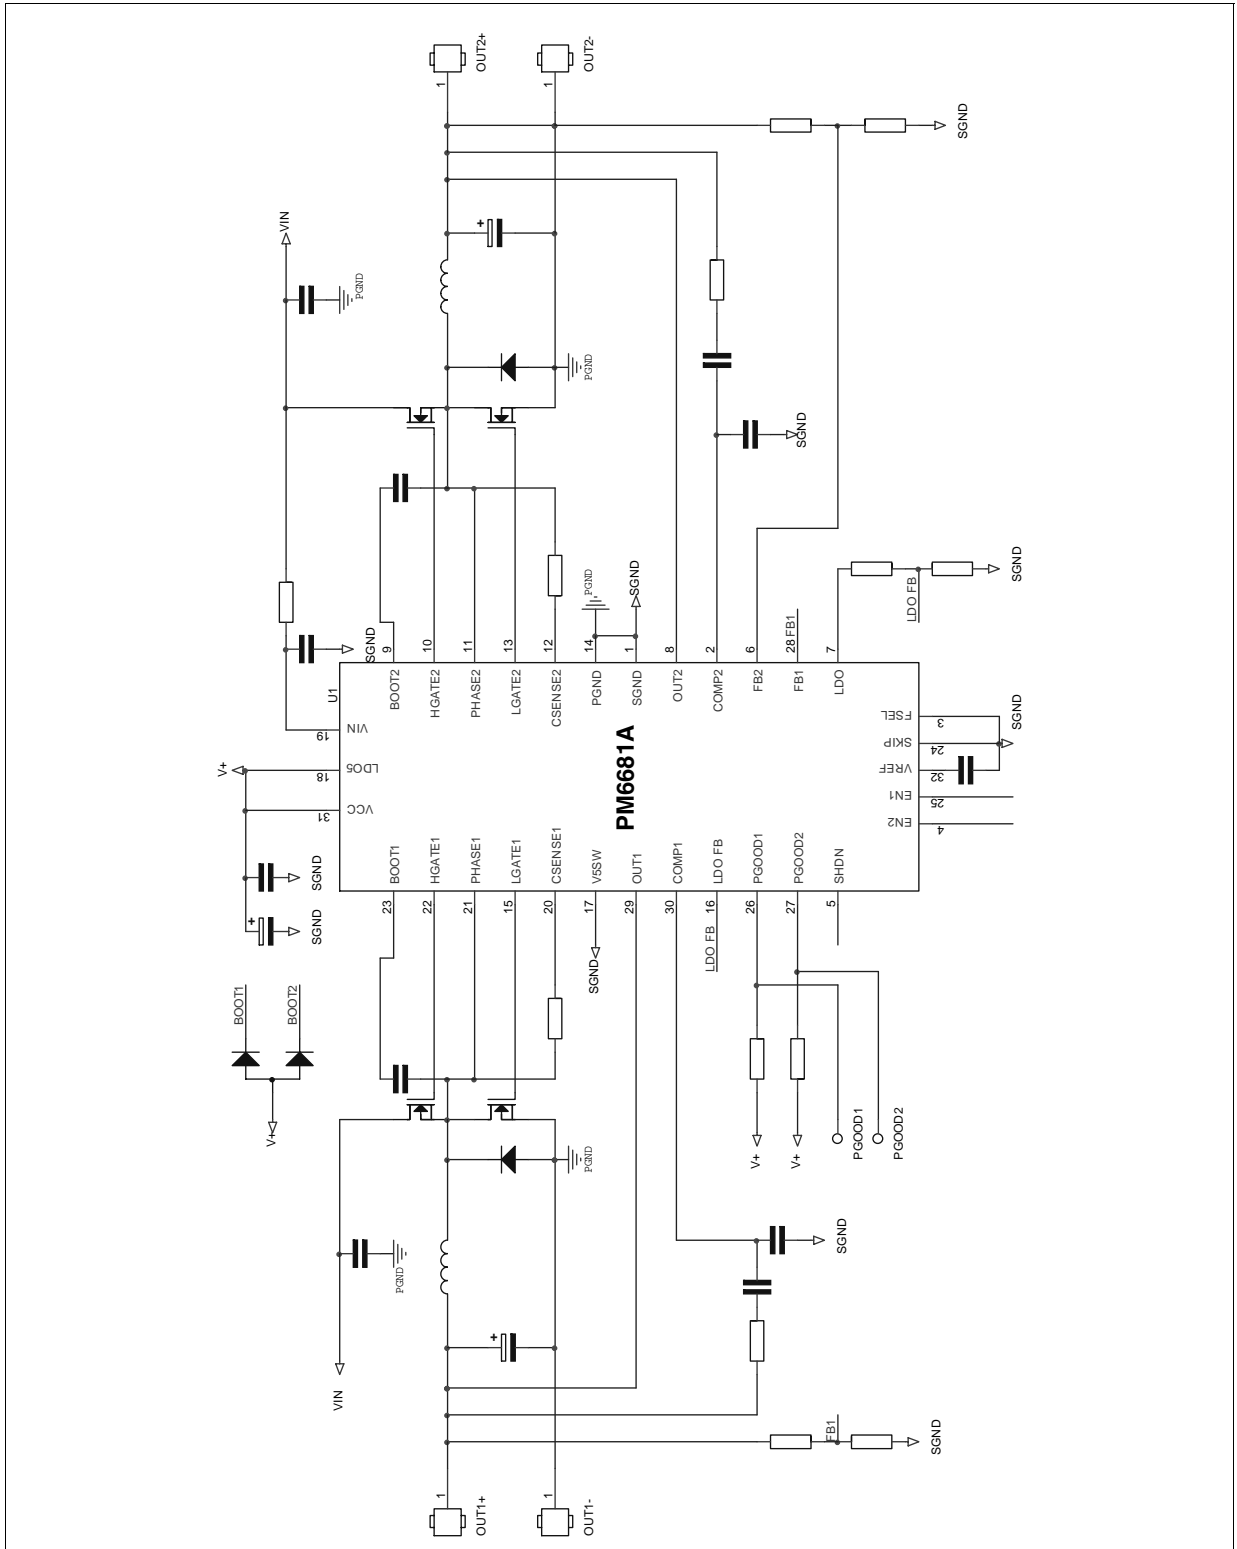 OUT2+
OUT2-
1
1
SGND
VIN
PGND
PGND
SGND
SGND
PGND
SGND
LDO FB
SGND
9
10
11
12
13
14
1
8
2
6
28 FB1
7
U1
BOOT2
HGATE2
PHASE2
LGATE2
CSENSE2
PGND
SGND
OUT2
COMP2
FB2
FB1
LDO
19
VIN
V+
18
LDO5
31
VCC
PM6681A
FSEL
3
SKIP
24
VREF
32
EN1
25
EN2
4
SGND
BOOT1
HGATE1
PHASE1
LGATE1
CSENSE1
V5SW
OUT1
COMP1
LDO FB
PGOOD1
PGOOD2
SHDN
23
22
21
15
20
17
29
30
16
26
27
5
SGND
SGND
SGND
LDO FB
BOOT1
BOOT2
V+
V+
V+
PGOOD1
PGOOD2
PGND
PGND
SGND
VIN
FB1
SGND
1
1
OUT1+
OUT1-
+
+
+